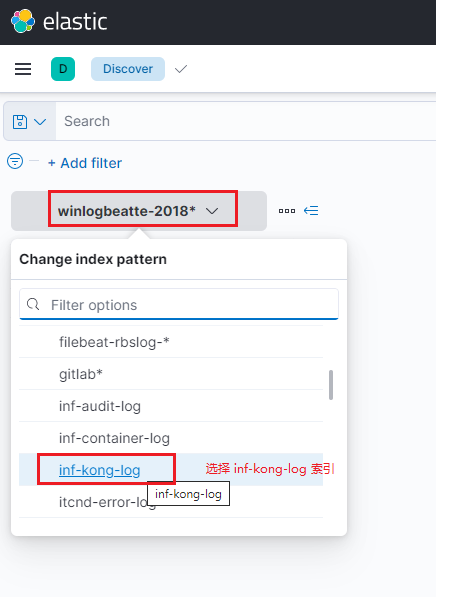 elastic
D Discover
Search
+ Add filter
winlogbeatte-2018*
Change index pattern
Filter options
filebeat-rbslog-*
gitlab*
inf-audit-log
inf-container-log
inf-kong-log 选择 inf-kong-log 索引
inf-kong-log
itcnd-error-log